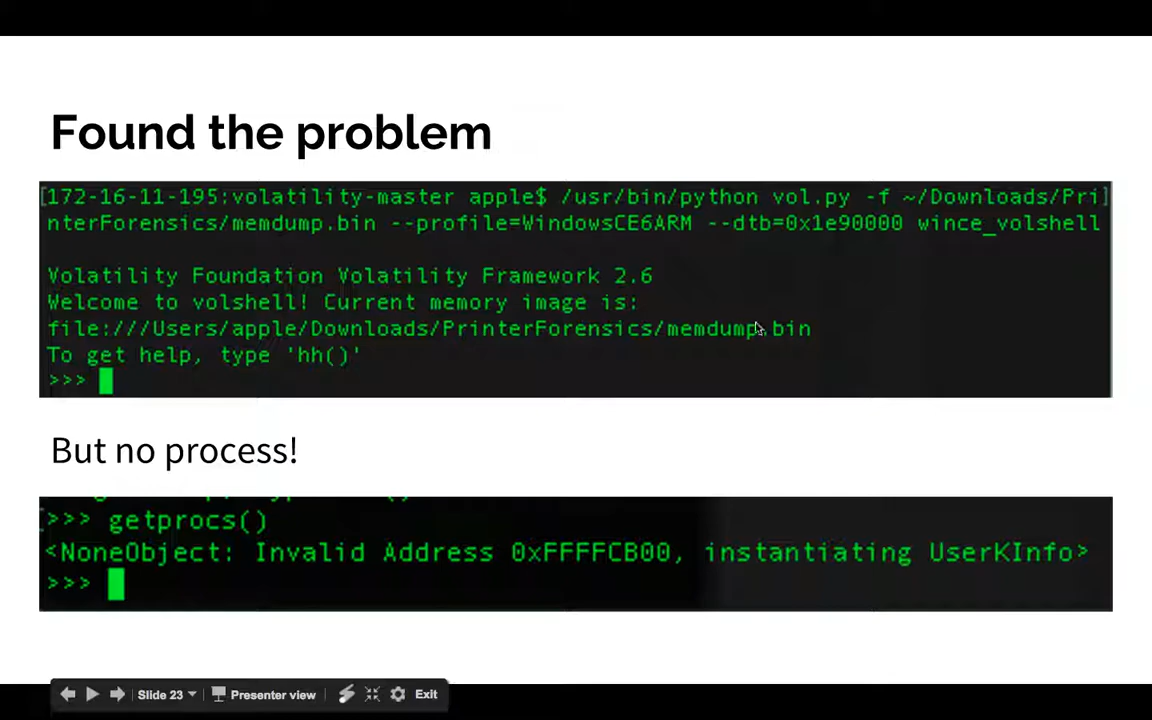 Found the problem
[172-16-11-195:volatility-master apple$ /usr/bin/python vol.py -f ~/Downloads/Pri]
nterForensics/memdump.bin --profile=WindowsCE6ARM --dtb=0x1e90000 wince_volshell
Volatility Foundation Volatility Framework 2.6
Welcome to volshell! Current memory image is:
file:///Users/apple/Downloads/PrinterForensics/memdump.bin
To get help, type 'hh()'
>>>
But no process!
>>> getprocs()
<NoneObject: Invalid Address 0xFFFFCB00, instantiating UserKInfo>
>>>
Slide 23 Presenter view Exit